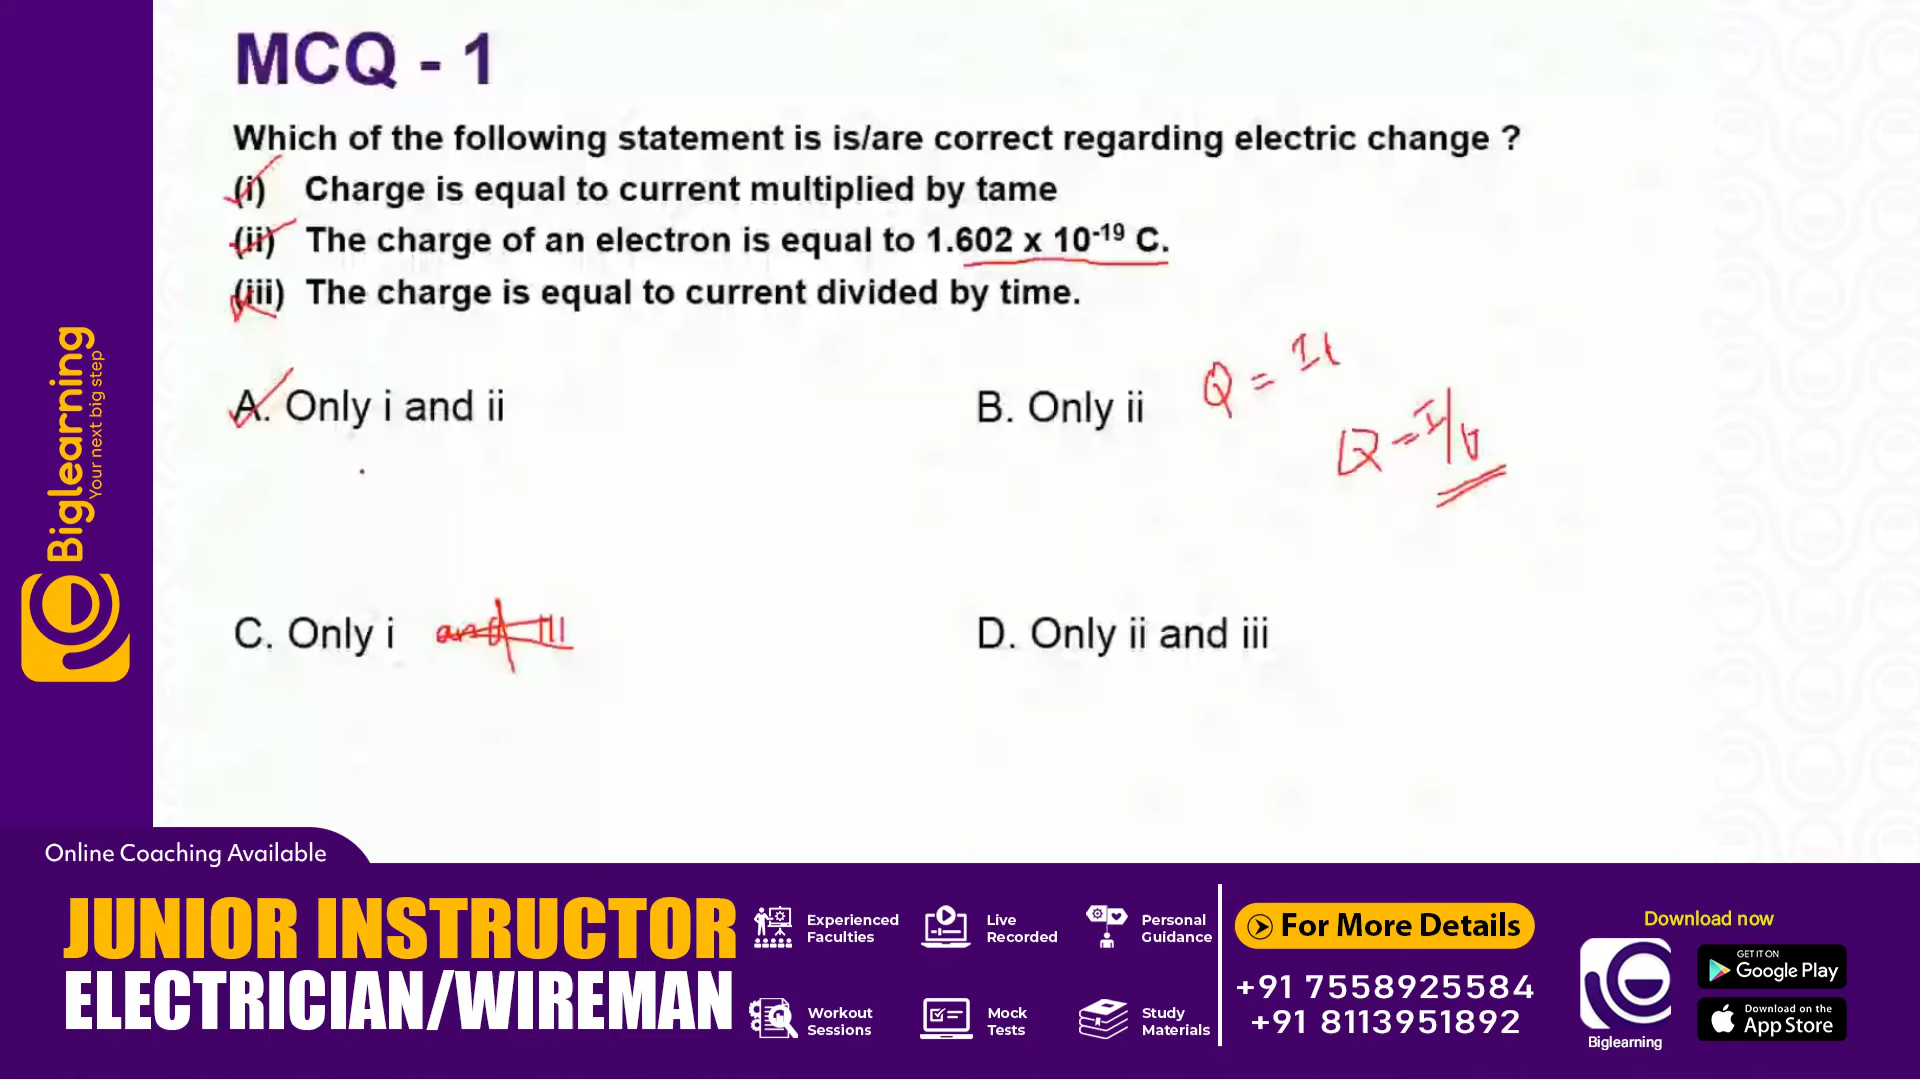 MCQ - 1
Which of the following statement is is/are correct regarding electric change ?
(i) Charge is equal to current multiplied by tame
(ii) The charge of an electron is equal to 1.602 x 10⁻¹⁹ C.
(iii) The charge is equal to current divided by time.
A. Only i and ii
B. Only ii
Q = It
Q = I/t
C. Only i and III
D. Only ii and iii
Biglearning
Your next big step
Online Coaching Available
JUNIOR INSTRUCTOR
ELECTRICIAN/WIREMAN
Experienced
Faculties
Live
Recorded
Personal
Guidance
Workout
Sessions
Mock
Tests
Study
Materials
For More Details
+91 7558925584
+91 8113951892
Download now
Biglearning
GET IT ON
Google Play
Download on the
App Store